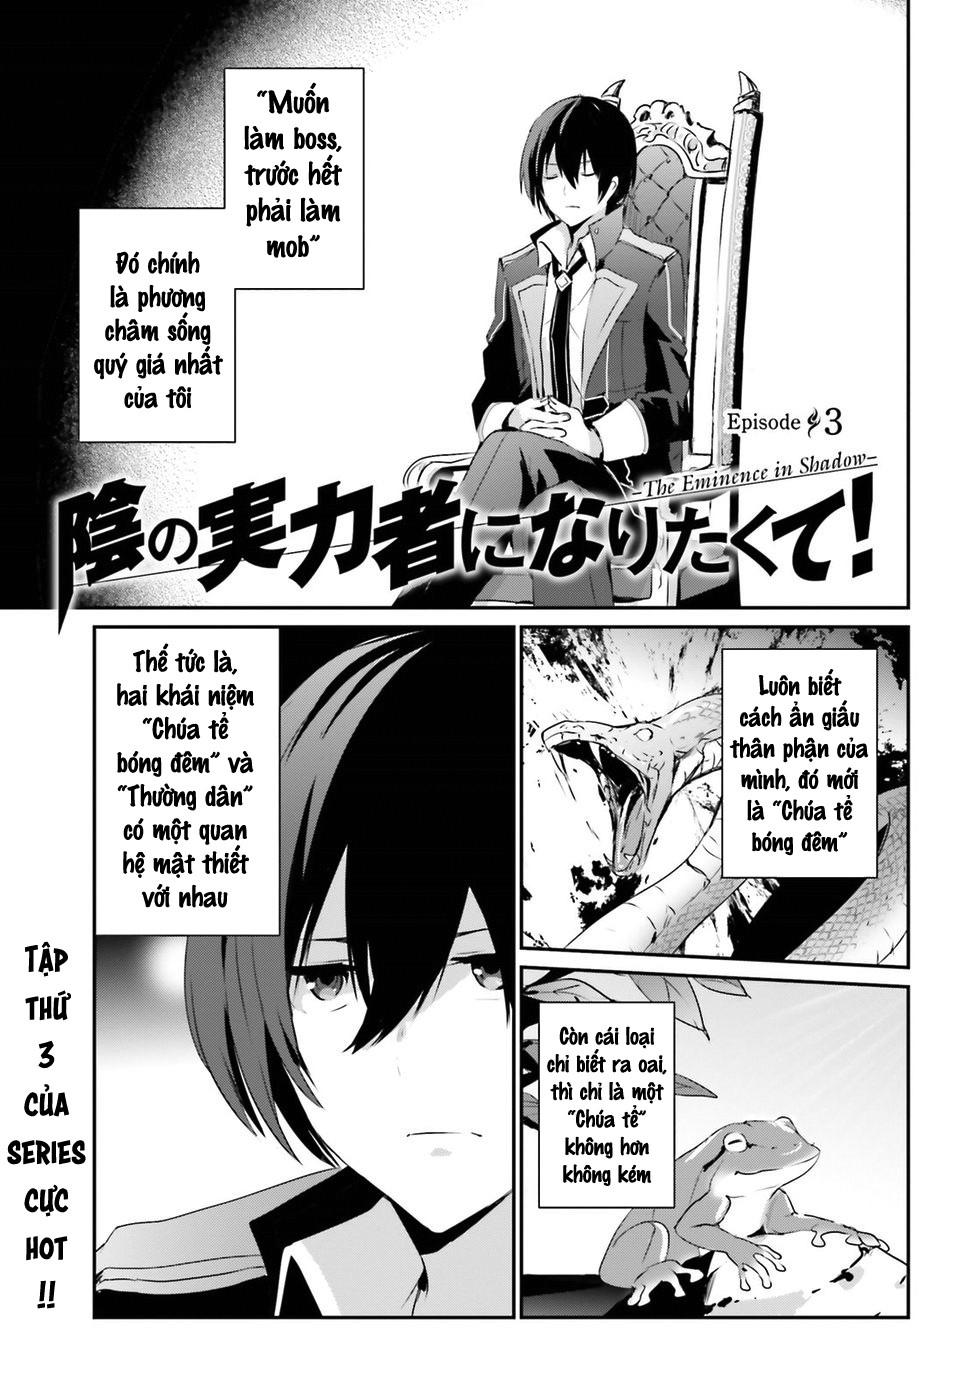 “Muốn
làm boss,
trước hết
phải làm
mob”
Đó chính
là phương
châm sống
quý giá nhất
của tôi
Episode 3
–The Eminence in Shadow–
陰の実力者になりたくて!
Luôn biết
cách ẩn giấu
thân phận của
mình, đó mới
là “Chúa tể
bóng đêm”
Thế tức là,
hai khái niệm
“Chúa tể
bóng đêm” và
“Thường dân”
có một quan
hệ mật thiết
với nhau
Còn cái loại
chỉ biết ra oai,
thì chỉ là một
“Chúa tể”
không hơn
không kém
TẬP
THỨ
3
CỦA
SERIES
CỰC
HOT
!!